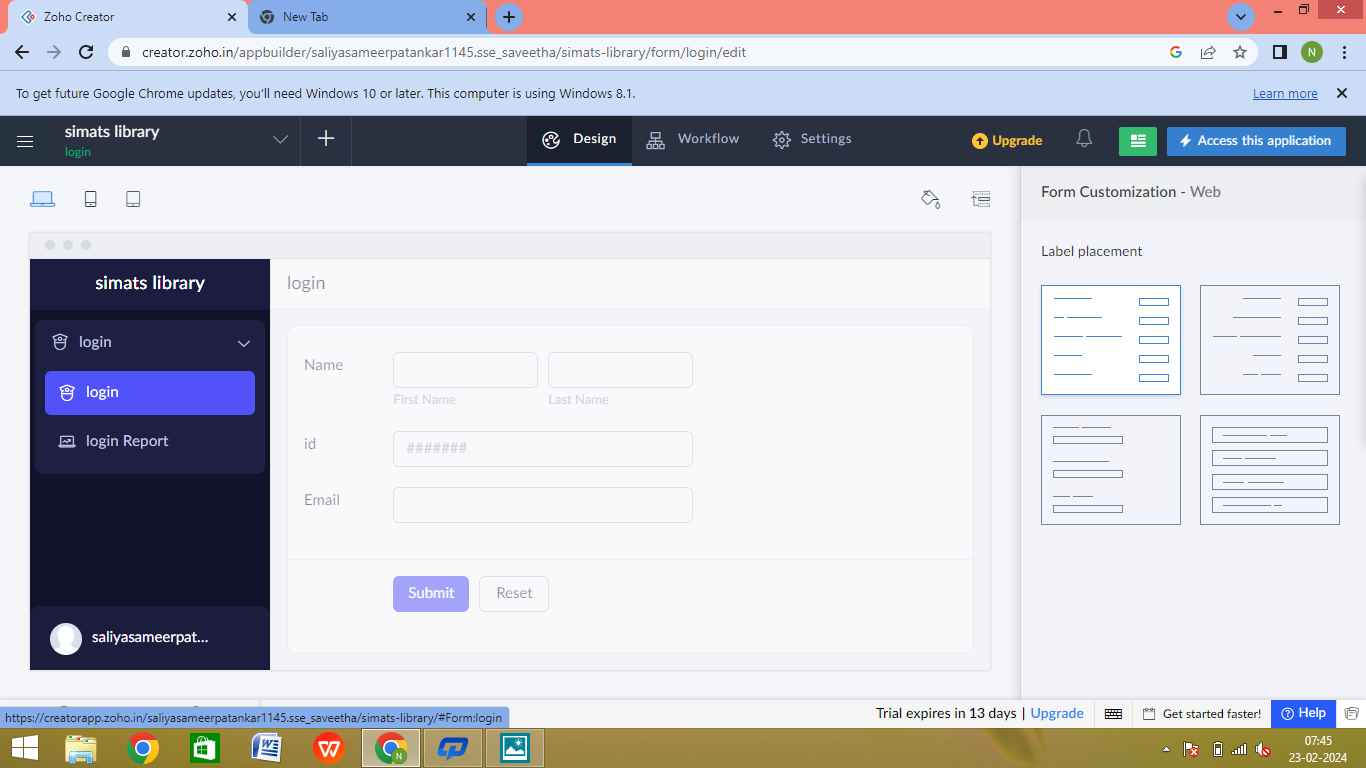 Zoho Creator
New Tab
creator.zoho.in/appbuilder/saliyasameerpatankar1145.sse_saveetha/simats-library/form/login/edit
N
To get future Google Chrome updates, you'll need Windows 10 or later. This computer is using Windows 8.1.
Learn more
simats library
login
Design
Workflow
Settings
Upgrade
Access this application
Form Customization - Web
Label placement
simats library
login
login
login Report
saliyasameerpat...
login
Name
First Name
Last Name
id
#######
Email
Submit
Reset
https://creatorapp.zoho.in/saliyasameerpatankar1145.sse_saveetha/simats-library/#Form:login
Trial expires in 13 days | Upgrade
Get started faster!
Help
07:45
23-02-2024